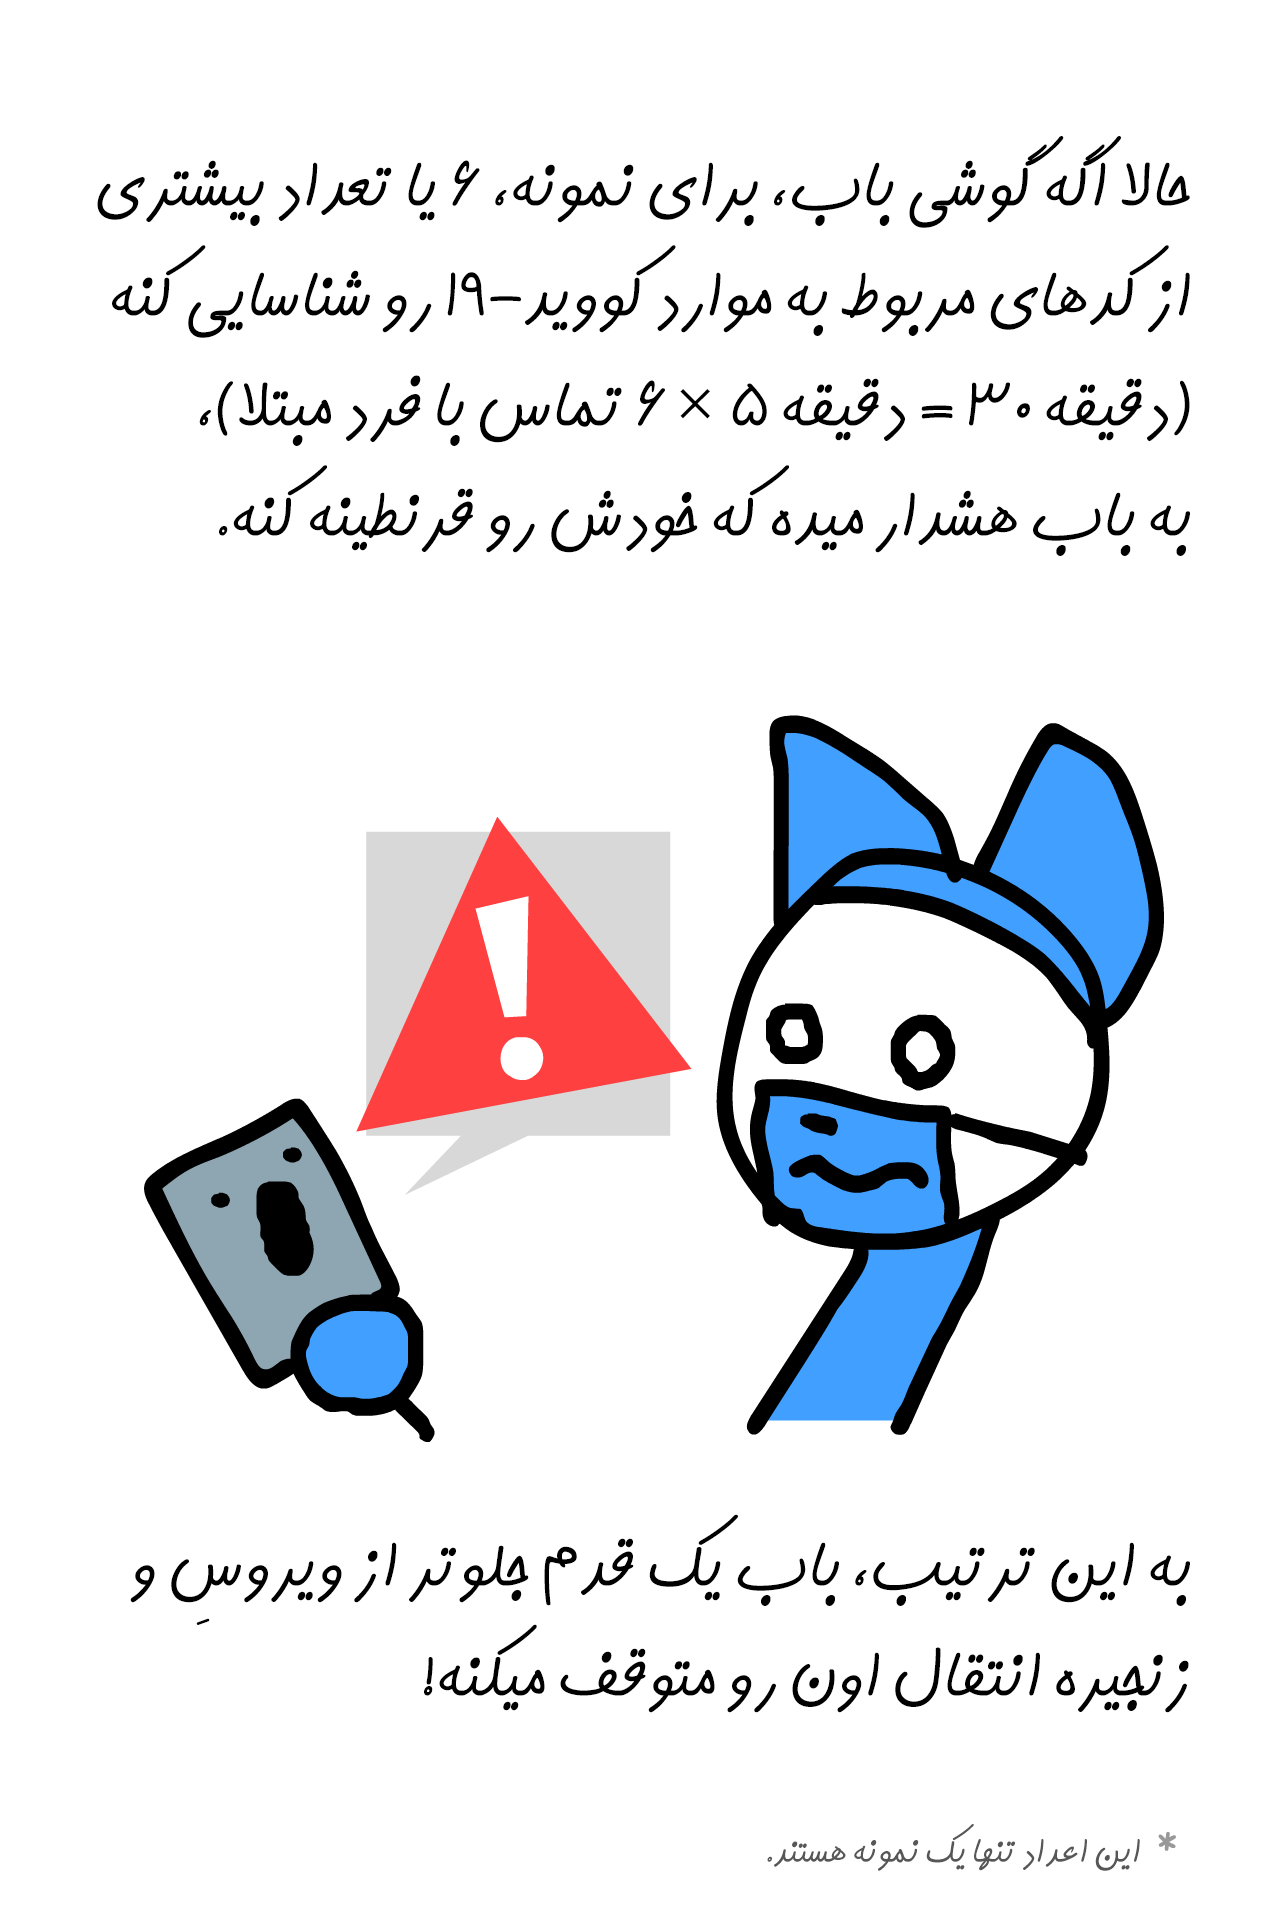 حالا اگه گوشی باب، برای نمونه، ۶ یا تعداد بیشتری
از کدهای مربوط به موارد کووید-۱۹ رو شناسایی کنه
(دقیقه ۳۰ = دقیقه ۵ × ۶ تماس با فرد مبتلا)،
به باب هشدار میده که خودش رو قرنطینه کنه.
!
به این ترتیب، باب یک قدم جلوتر از ویروسِ و
زنجیره انتقال اون رو متوقف میکنه!
* این اعداد تنها یک نمونه هستند.